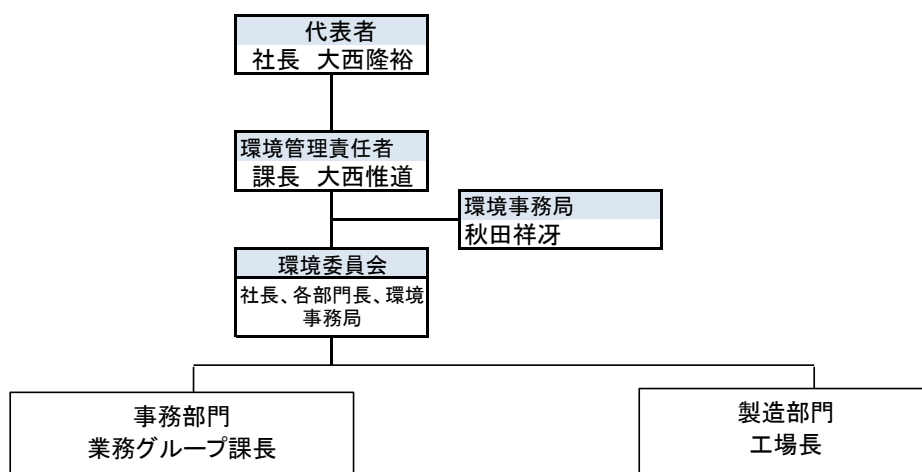 代表者
社長 大西隆裕
環境管理責任者
課長 大西惟道
環境事務局
秋田祥冴
環境委員会
社長、各部門長、環境
事務局
事務部門
業務グループ課長
製造部門
工場長